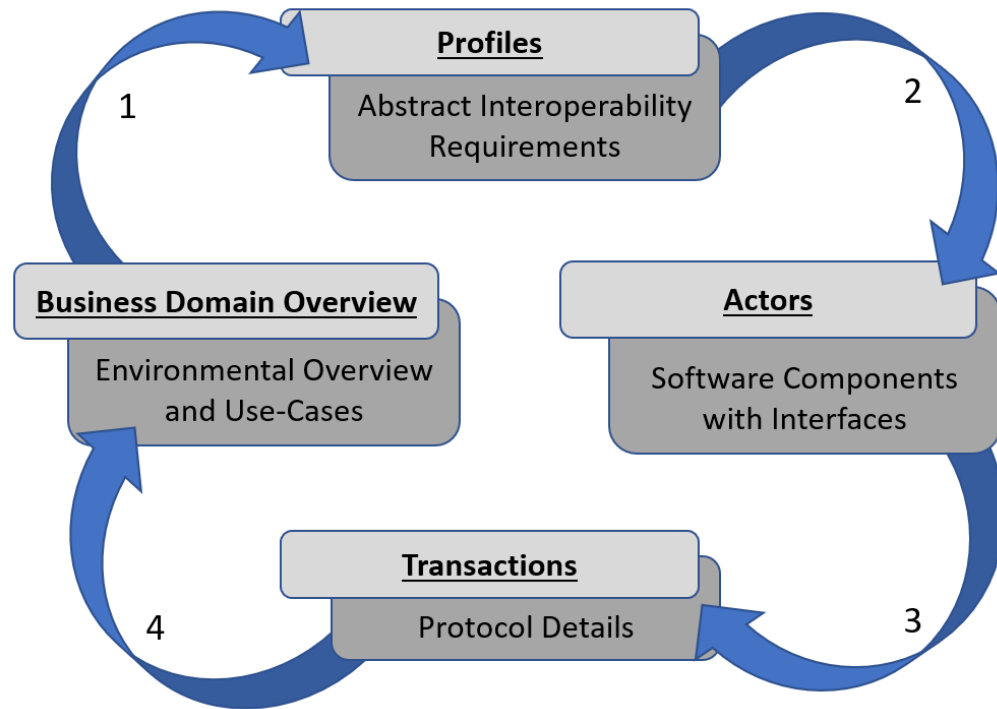 Profiles
Abstract Interoperability
Requirements
1
2
Business Domain Overview
Environmental Overview
and Use-Cases
Actors
Software Components
with Interfaces
Transactions
Protocol Details
4
3